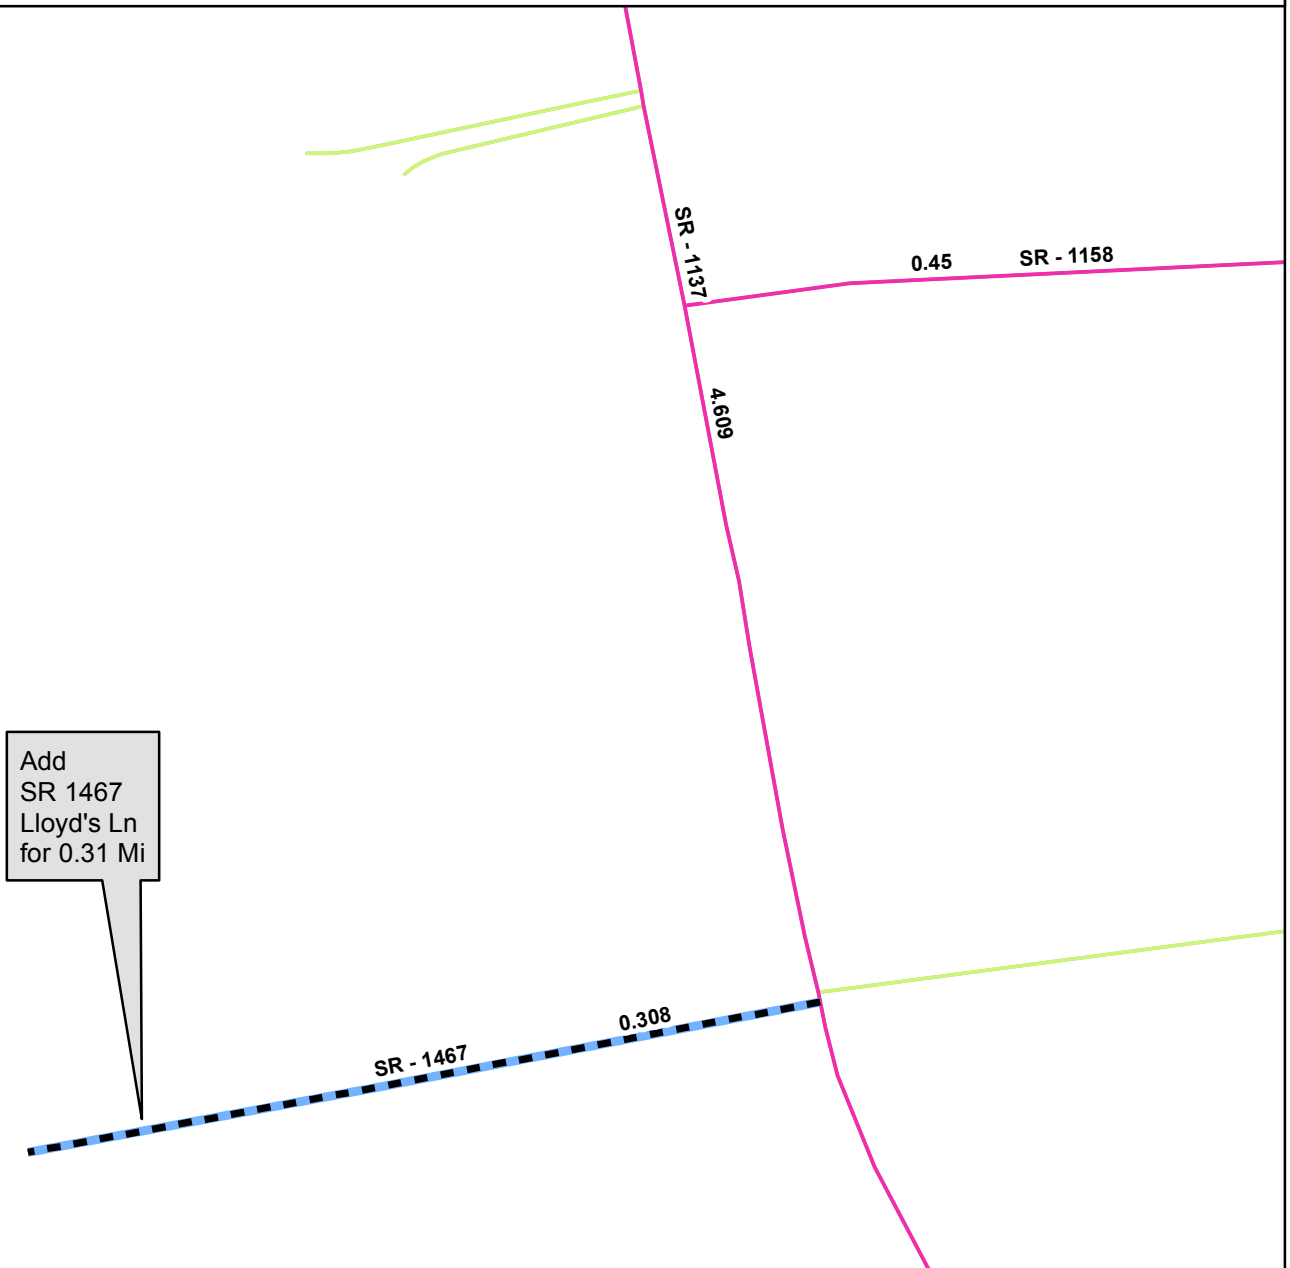 SR - 1137
0.45
SR - 1158
4.609
Add
SR 1467
Lloyd's Ln
for 0.31 Mi
0.308
SR - 1467